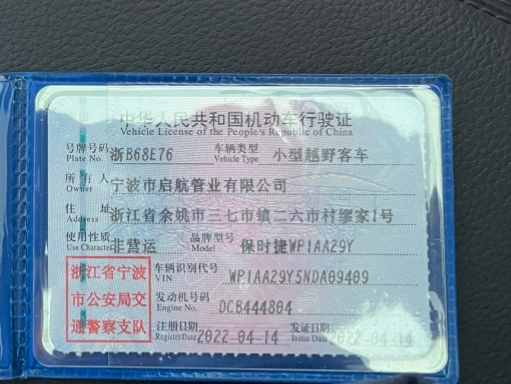 中华人民共和国机动车行驶证
Vehicle License of the People's Republic of China
号牌号码 浙B68E76 车辆类型 小型越野客车
Plate No. Vehicle Type
所有人 宁波市启航管业有限公司
Owner
住址 浙江省余姚市三七市镇二六市村缪家1号
Address
使用性质 非营运 品牌型号 保时捷WP1AA29Y
Use Character Model
浙江省宁波
市公安局交
通警察支队
车辆识别代号 WP1AA29Y5NDA09409
VIN
发动机号码 DCB444804
Engine No.
注册日期 2022-04-14 发证日期 2022-04-14
Register Date Issue Date